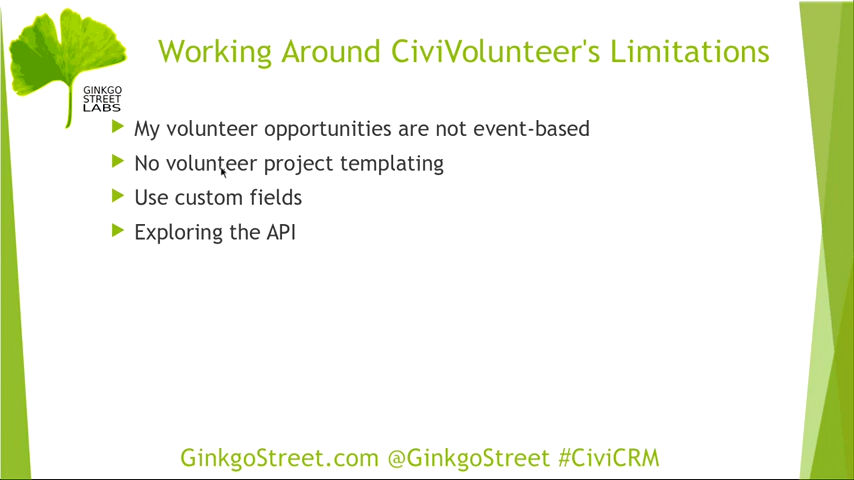 Working Around CiviVolunteer's Limitations
GINKGO
STREET
LABS
My volunteer opportunities are not event-based
No volunteer project templating
Use custom fields
Exploring the API
GinkgoStreet.com @GinkgoStreet #CiviCRM